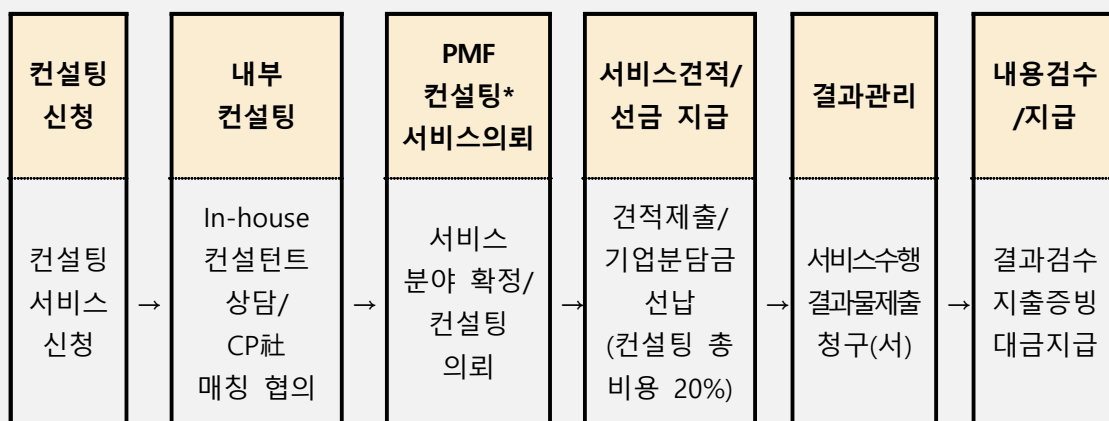 컨설팅
신청
내부
컨설팅
PMF
컨설팅*
서비스의뢰
서비스견적/
선금 지급
결과관리
내용검수
/지급
컨설팅
서비스
신청
→
In-house
컨설턴트
상담/
CP社
매칭 협의
→
서비스
분야 확정/
컨설팅
의뢰
→
견적제출/
기업분담금
선납
(컨설팅 총
비용 20%)
→
서비스수행
결과물제출
청구(서)
→
결과검수
지출증빙
대금지급